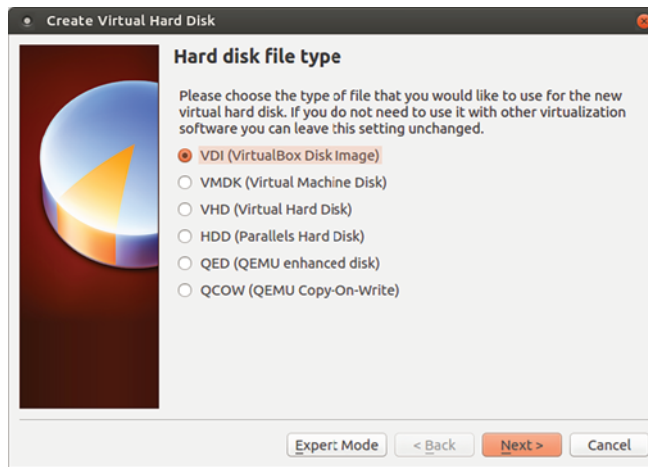 Create Virtual Hard Disk
Hard disk file type
Please choose the type of file that you would like to use for the new
virtual hard disk. If you do not need to use it with other virtualization
software you can leave this setting unchanged.
VDI (VirtualBox Disk Image)
VMDK (Virtual Machine Disk)
VHD (Virtual Hard Disk)
HDD (Parallels Hard Disk)
QED (QEMU enhanced disk)
QCOW (QEMU Copy-On-Write)
Expert Mode
< Back
Next >
Cancel